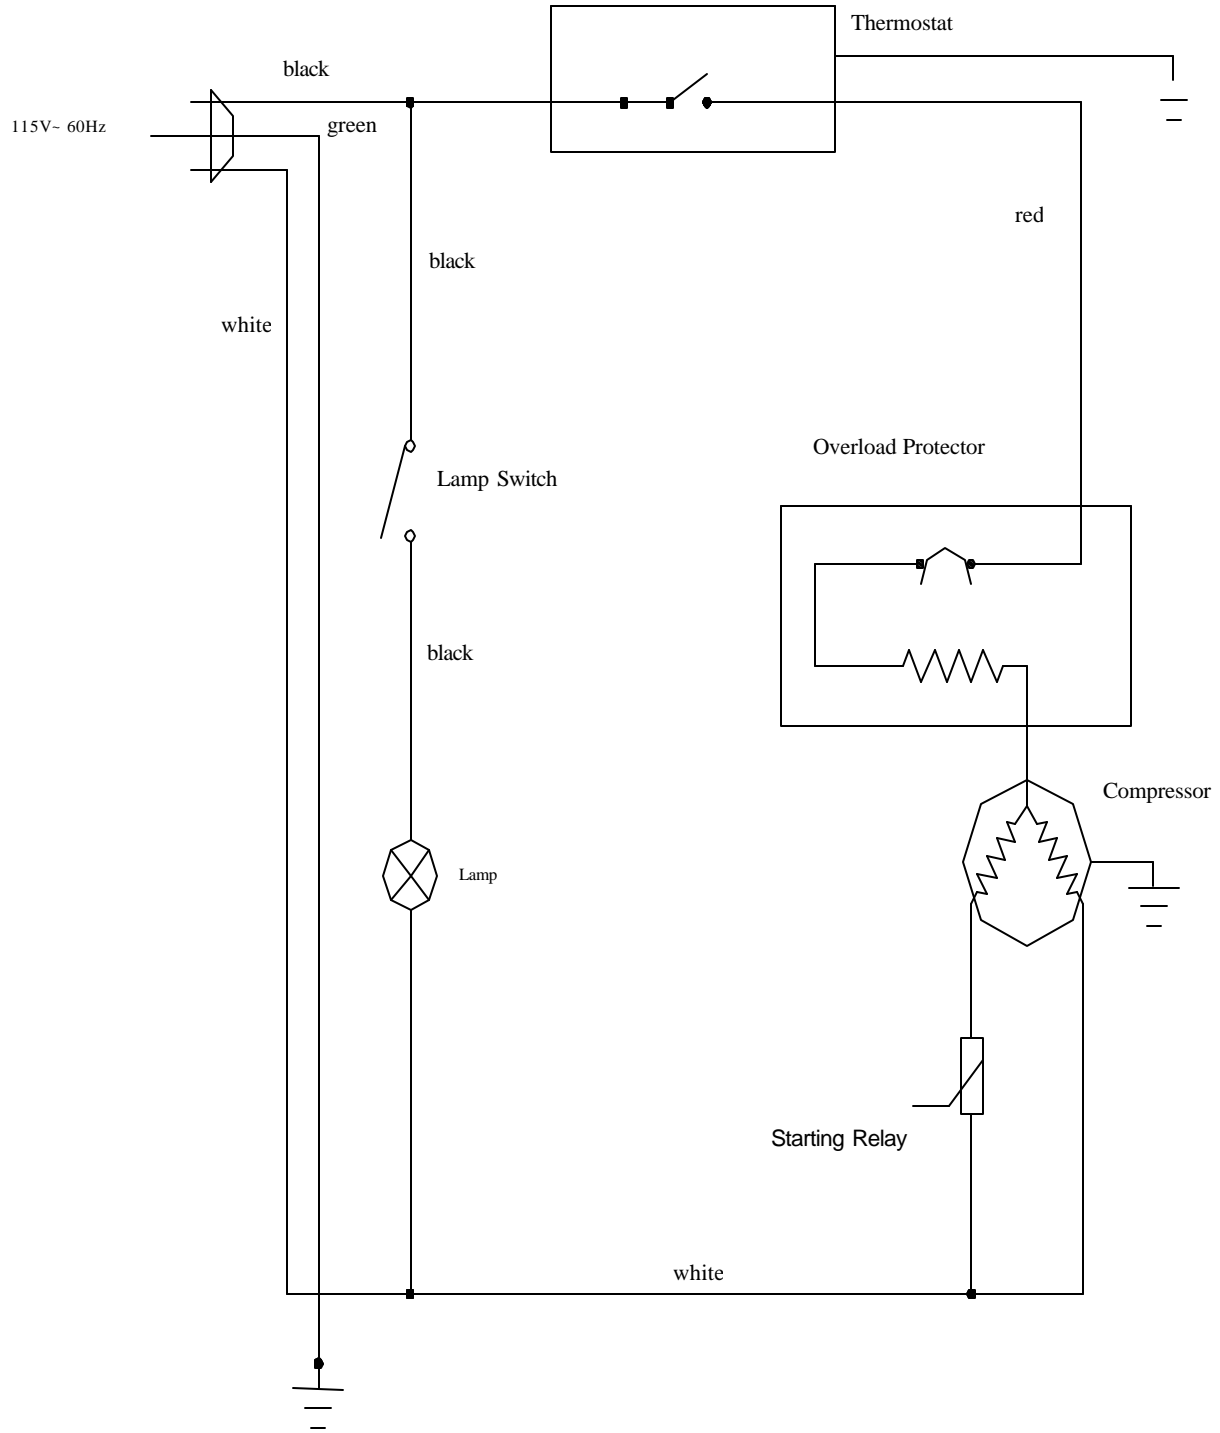 Thermostat
black
115V~ 60Hz
green
red
black
white
Overload Protector
Lamp Switch
black
Compressor
Lamp
Starting Relay
white